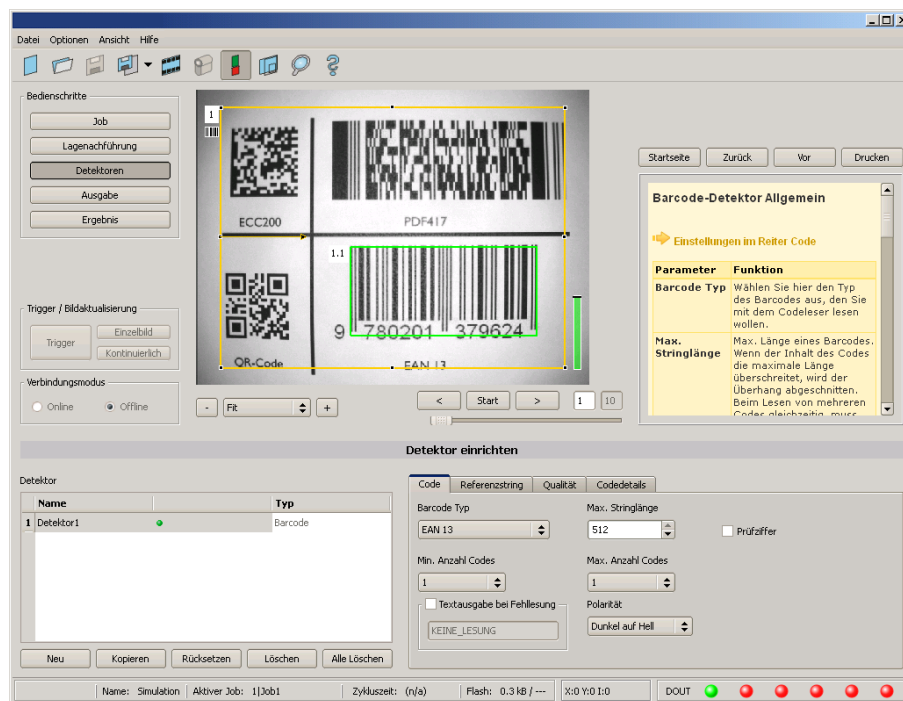 Datei Optionen Ansicht Hilfe
Bedienschritte
Job
Lagenachführung
Detektoren
Ausgabe
Ergebnis
Trigger / Bildaktualisierung
Trigger
Einzelbild
Kontinuierlich
Verbindungsmodus
Online
Offline
1
ECC200
PDF417
1.1
9 780201 379624
QR-Code
EAN 13
-
Fit
+
<
Start
>
1
10
Startseite
Zurück
Vor
Drucken
Barcode-Detektor Allgemein
Einstellungen im Reiter Code
Parameter Funktion
Barcode Typ Wählen Sie hier den Typ
des Barcodes aus, den Sie
mit dem Codeleser lesen
wollen.
Max. Max. Länge eines Barcodes.
Stringlänge Wenn der Inhalt des Codes
die maximale Länge
überschreitet, wird der
Überhang abgeschnitten.
Beim Lesen von mehreren
Codes gleichzeitig, muss
Detektor einrichten
Detektor
Name Typ
1 Detektor1 Barcode
Neu
Kopieren
Rücksetzen
Löschen
Alle Löschen
Code
Referenzstring
Qualität
Codedetails
Barcode Typ
EAN 13
Max. Stringlänge
512
Prüfziffer
Min. Anzahl Codes
1
Max. Anzahl Codes
1
Textausgabe bei Fehllesung
KEINE_LESUNG
Polarität
Dunkel auf Hell
Name: Simulation Aktiver Job: 1|Job1 Zykluszeit: (n/a) Flash: 0.3 kB / --- X:0 Y:0 I:0 DOUT